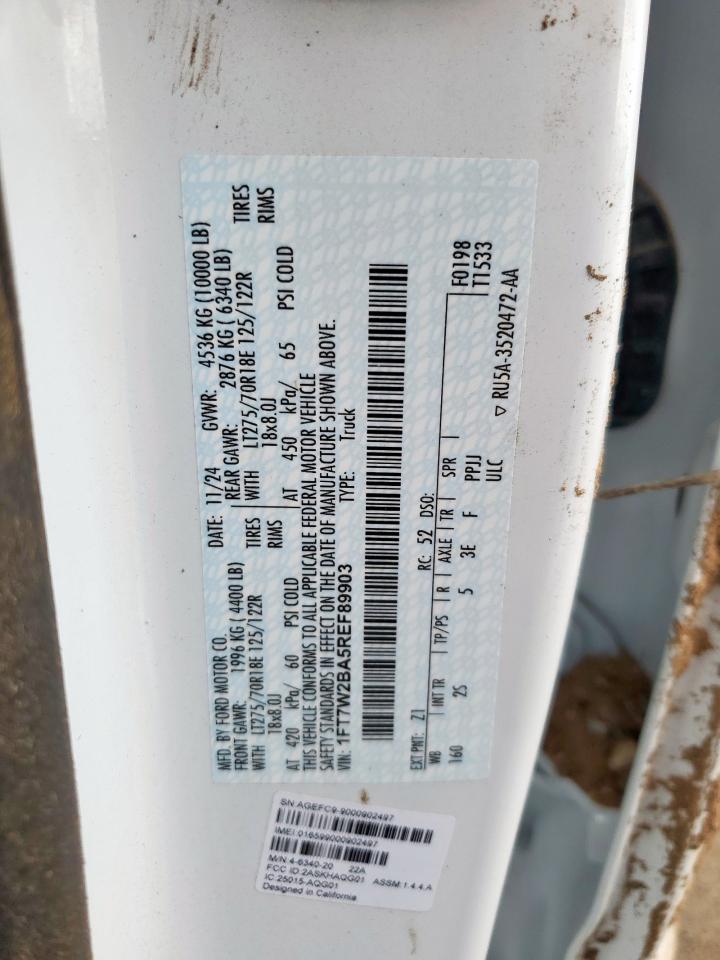 MFD. BY FORD MOTOR CO.
DATE: 11/24 GVWR: 4536 KG (10000 LB)
FRONT GAWR: 1996 KG ( 4400 LB) REAR GAWR: 2876 KG ( 6340 LB)
WITH LT275/70R18E 125/122R TIRES WITH LT275/70R18E 125/122R TIRES
18x8.0J RIMS 18x8.0J RIMS
AT 420 kPa/ 60 PSI COLD AT 450 kPa/ 65 PSI COLD
THIS VEHICLE CONFORMS TO ALL APPLICABLE FEDERAL MOTOR VEHICLE
SAFETY STANDARDS IN EFFECT ON THE DATE OF MANUFACTURE SHOWN ABOVE.
VIN: 1FT7W2BA5REF89903 TYPE: Truck
EXT PNT: Z1 RC: 52 DSO:
WB INT TR TP/PS R AXLE TR SPR F0198
160 2S 5 3E F PPJJ T1533
ULC
▽ RU5A-3520472-AA
SN:AGEFC9-9000902497
IMEI:016599000902497
M/N:4-6340-20 22A
FCC ID:2ASKHAQG01 ASSM:1.4.4.A
IC:25015-AQG01
Designed in California